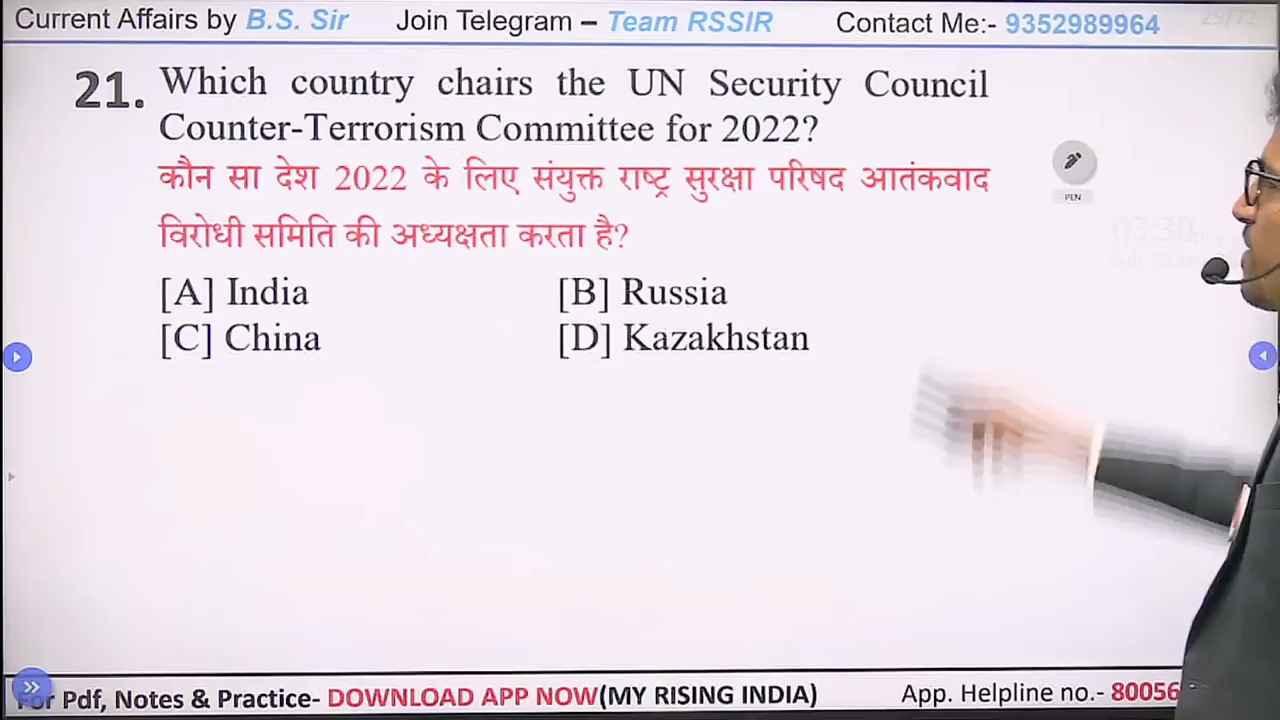 Current Affairs by B.S. Sir Join Telegram – Team RSSIR Contact Me:- 9352989964
21. Which country chairs the UN Security Council
Counter-Terrorism Committee for 2022?
कौन सा देश 2022 के लिए संयुक्त राष्ट्र सुरक्षा परिषद आतंकवाद
विरोधी समिति की अध्यक्षता करता है?
PEN
[A] India [B] Russia
[C] China [D] Kazakhstan
For Pdf, Notes & Practice- DOWNLOAD APP NOW(MY RISING INDIA) App. Helpline no.- 80056